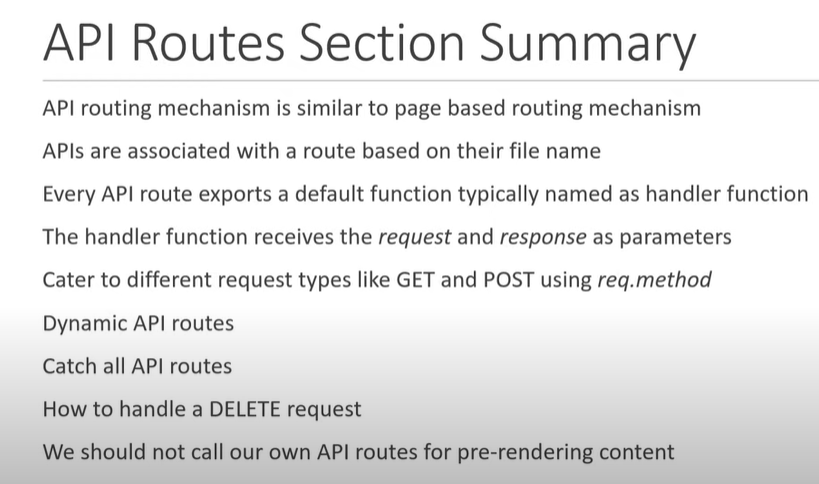 API Routes Section Summary
API routing mechanism is similar to page based routing mechanism
APIs are associated with a route based on their file name
Every API route exports a default function typically named as handler function
The handler function receives the request and response as parameters
Cater to different request types like GET and POST using req.method
Dynamic API routes
Catch all API routes
How to handle a DELETE request
We should not call our own API routes for pre-rendering content